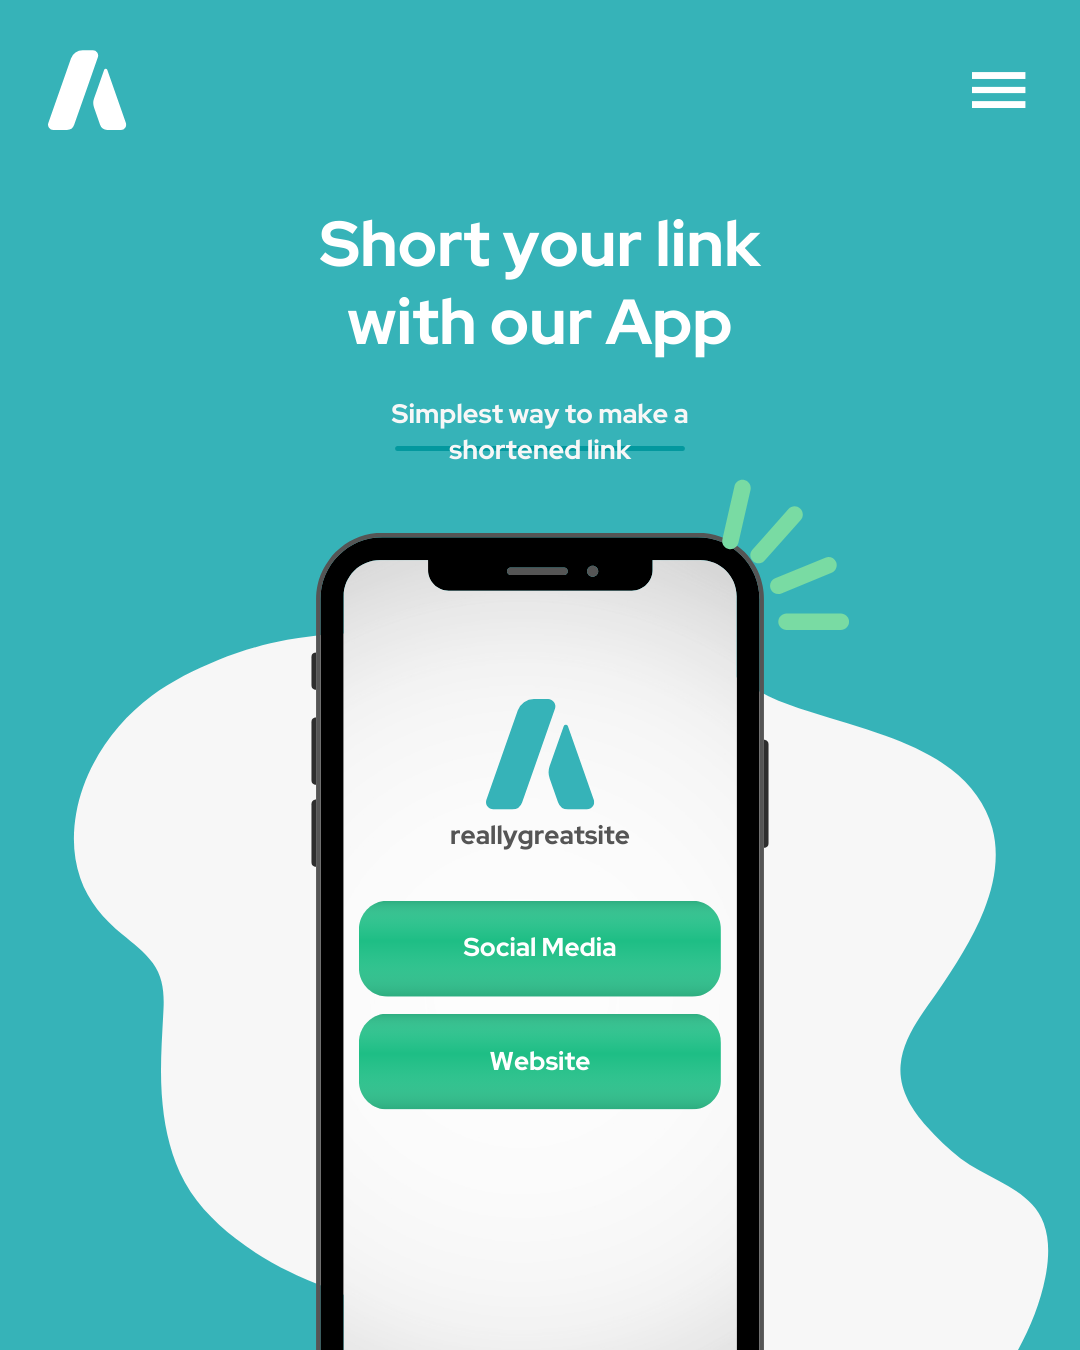 Short your link
with our App
Simplest way to make a
shortened link
reallygreatsite
Social Media
Website